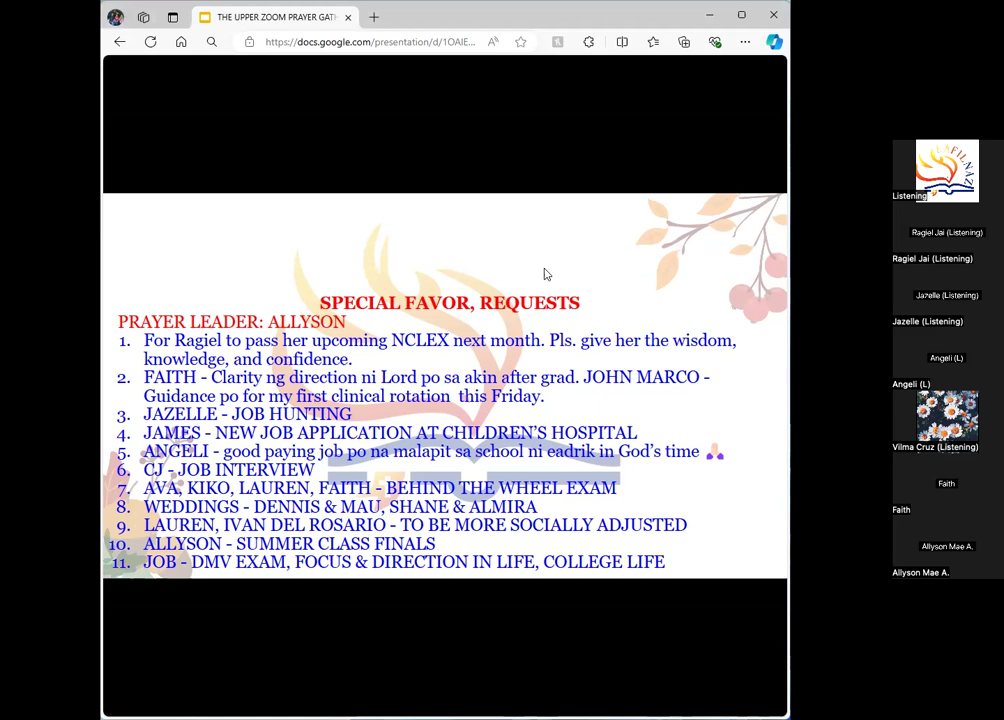 THE UPPER ZOOM PRAYER GAT
https://docs.google.com/presentation/d/1OAIE...
SPECIAL FAVOR, REQUESTS
PRAYER LEADER: ALLYSON
1. For Ragiel to pass her upcoming NCLEX next month. Pls. give her the wisdom,
knowledge, and confidence.
2. FAITH - Clarity ng direction ni Lord po sa akin after grad. JOHN MARCO -
Guidance po for my first clinical rotation this Friday.
3. JAZELLE - JOB HUNTING
4. JAMES - NEW JOB APPLICATION AT CHILDREN'S HOSPITAL
5. ANGELI - good paying job po na malapit sa school ni eadrik in God's time 🙏🏻
6. CJ - JOB INTERVIEW
7. AVA, KIKO, LAUREN, FAITH - BEHIND THE WHEEL EXAM
8. WEDDINGS - DENNIS & MAU, SHANE & ALMIRA
9. LAUREN, IVAN DEL ROSARIO - TO BE MORE SOCIALLY ADJUSTED
10. ALLYSON - SUMMER CLASS FINALS
11. JOB - DMV EXAM, FOCUS & DIRECTION IN LIFE, COLLEGE LIFE
Listening
Ragiel Jai (Listening)
Ragiel Jai (Listening)
Jazelle (Listening)
Jazelle (Listening)
Angeli (L)
Angeli (L)
Vilma Cruz (Listening)
Faith
Faith
Allyson Mae A.
Allyson Mae A.